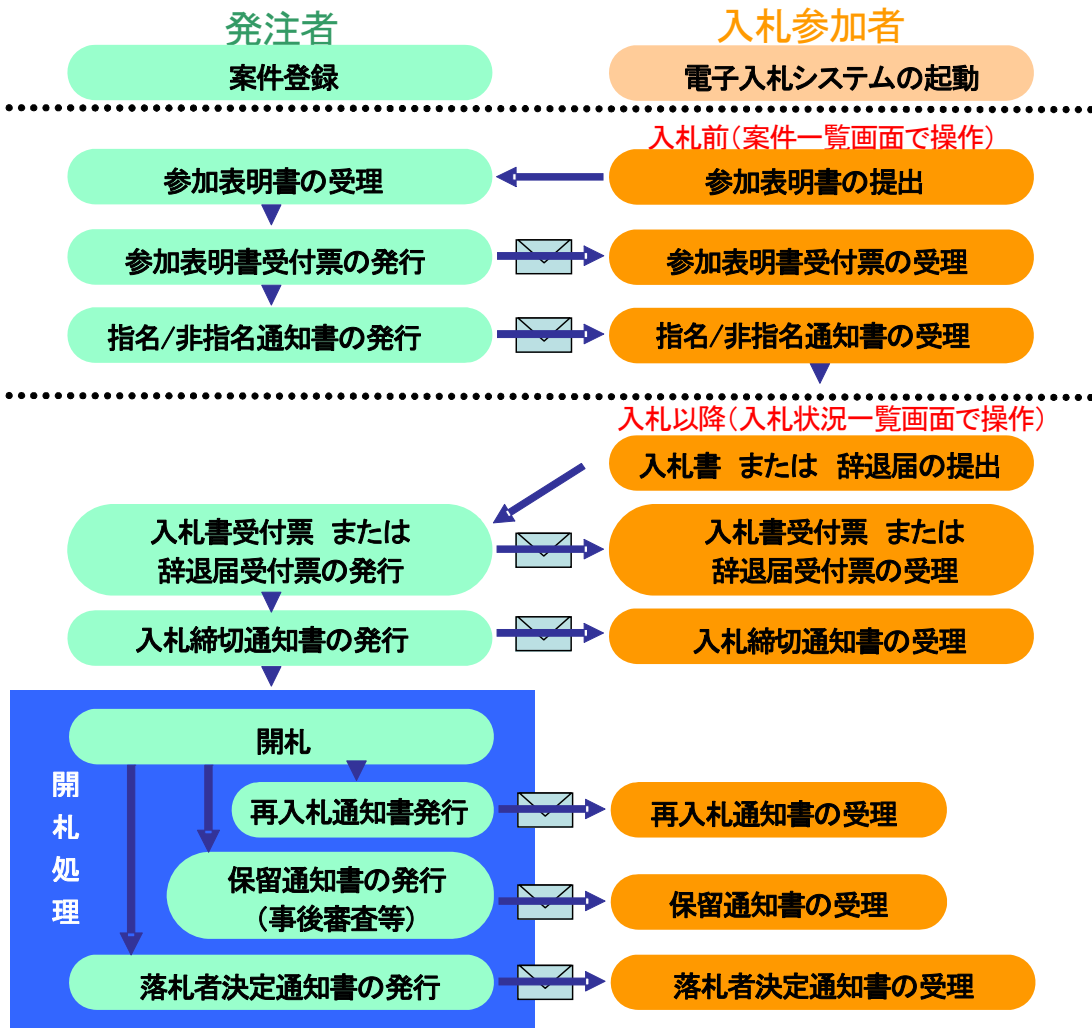 発注者
入札参加者
案件登録
電子入札システムの起動
入札前(案件一覧画面で操作)
参加表明書の受理
参加表明書の提出
参加表明書受付票の発行
参加表明書受付票の受理
指名/非指名通知書の発行
指名/非指名通知書の受理
入札以降(入札状況一覧画面で操作)
入札書 または 辞退届の提出
入札書受付票 または
辞退届受付票の発行
入札書受付票 または
辞退届受付票の受理
入札締切通知書の発行
入札締切通知書の受理
開札処理
開札
再入札通知書発行
再入札通知書の受理
保留通知書の発行
(事後審査等)
保留通知書の受理
落札者決定通知書の発行
落札者決定通知書の受理